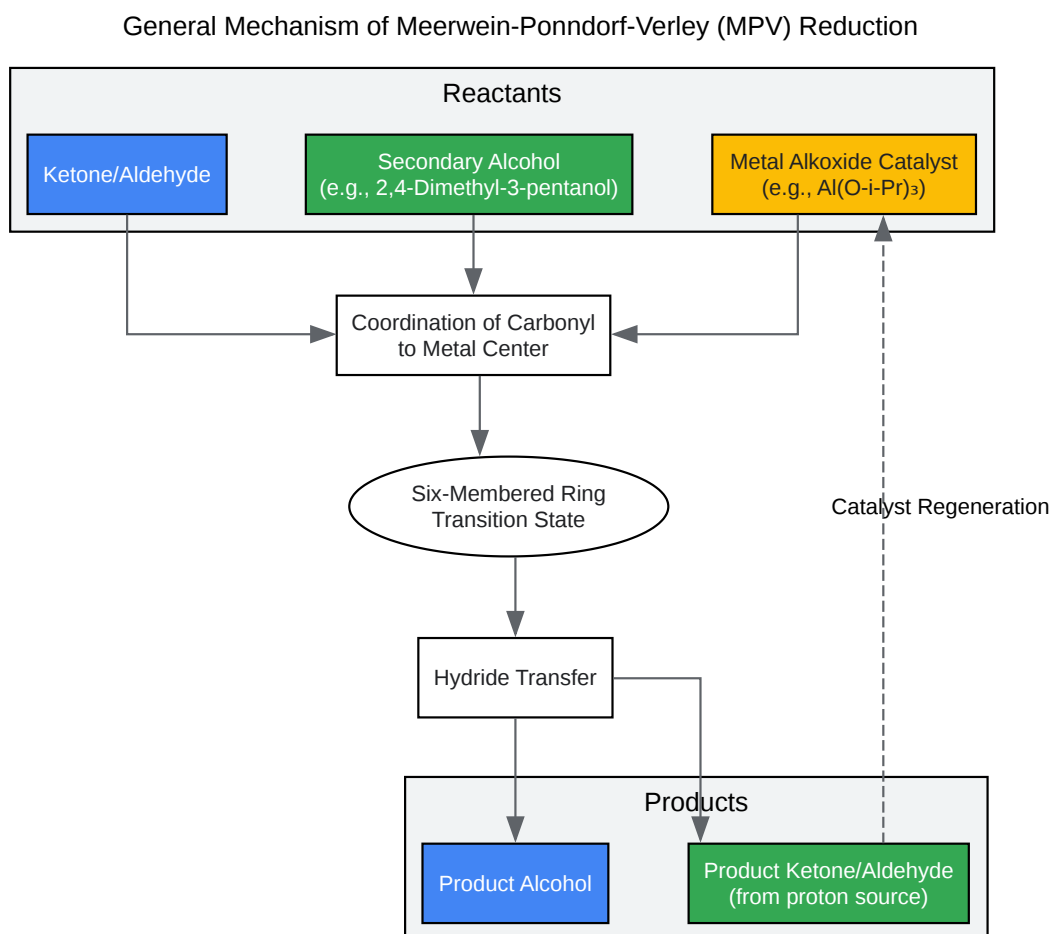 General Mechanism of Meerwein-Ponndorf-Verley (MPV) Reduction
Reactants
Ketone/Aldehyde
Secondary Alcohol
(e.g., 2,4-Dimethyl-3-pentanol)
Metal Alkoxide Catalyst
(e.g., Al(O-i-Pr)₃)
Coordination of Carbonyl
to Metal Center
Six-Membered Ring
Transition State
Catalyst Regeneration
Hydride Transfer
Products
Product Alcohol
Product Ketone/Aldehyde
(from proton source)